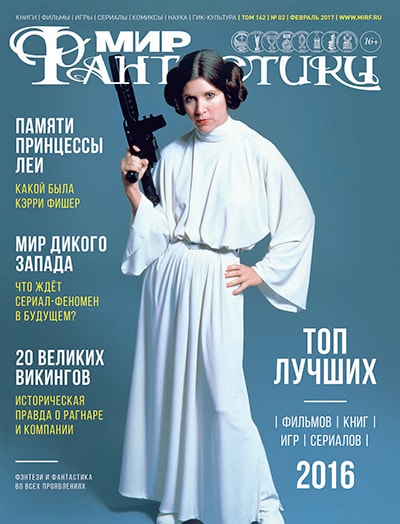 КНИГИ / ФИЛЬМЫ / ИГРЫ / СЕРИАЛЫ / КОМИКСЫ / НАУКА / ГИК-КУЛЬТУРА | ТОМ 162 | № 02 | ФЕВРАЛЬ 2017 | WWW.MIRF.RU
МИР
ФАНТАСТИКИ
16+
ПАМЯТИ
ПРИНЦЕССЫ
ЛЕИ
КАКОЙ БЫЛА
КЭРРИ ФИШЕР
МИР ДИКОГО
ЗАПАДА
ЧТО ЖДЁТ
СЕРИАЛ-ФЕНОМЕН
В БУДУЩЕМ?
20 ВЕЛИКИХ
ВИКИНГОВ
ИСТОРИЧЕСКАЯ
ПРАВДА О РАГНАРЕ
И КОМПАНИИ
ФЭНТЕЗИ И ФАНТАСТИКА
ВО ВСЕХ ПРОЯВЛЕНИЯХ
ТОП
ЛУЧШИХ
| ФИЛЬМОВ | КНИГ |
ИГР | СЕРИАЛОВ |
2016